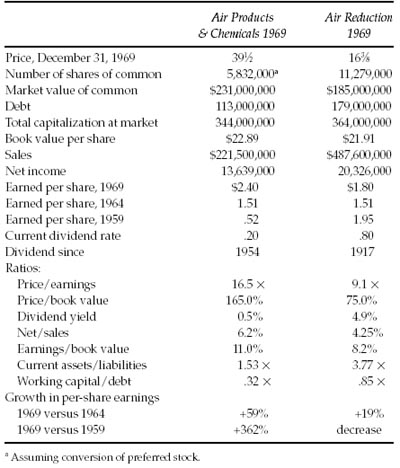 Air Products Air Reduction
& Chemicals 1969 1969
Price, December 31, 1969 39½ 16⅜
Number of shares of common 5,832,000ᵃ 11,279,000
Market value of common $231,000,000 $185,000,000
Debt 113,000,000 179,000,000
Total capitalization at market 344,000,000 364,000,000
Book value per share $22.89 $21.91
Sales $221,500,000 $487,600,000
Net income 13,639,000 20,326,000
Earned per share, 1969 $2.40 $1.80
Earned per share, 1964 1.51 1.51
Earned per share, 1959 .52 1.95
Current dividend rate .20 .80
Dividend since 1954 1917
Ratios:
Price/earnings 16.5 × 9.1 ×
Price/book value 165.0% 75.0%
Dividend yield 0.5% 4.9%
Net/sales 6.2% 4.25%
Earnings/book value 11.0% 8.2%
Current assets/liabilities 1.53 × 3.77 ×
Working capital/debt .32 × .85 ×
Growth in per-share earnings
1969 versus 1964 +59% +19%
1969 versus 1959 +362% decrease
ᵃ Assuming conversion of preferred stock.